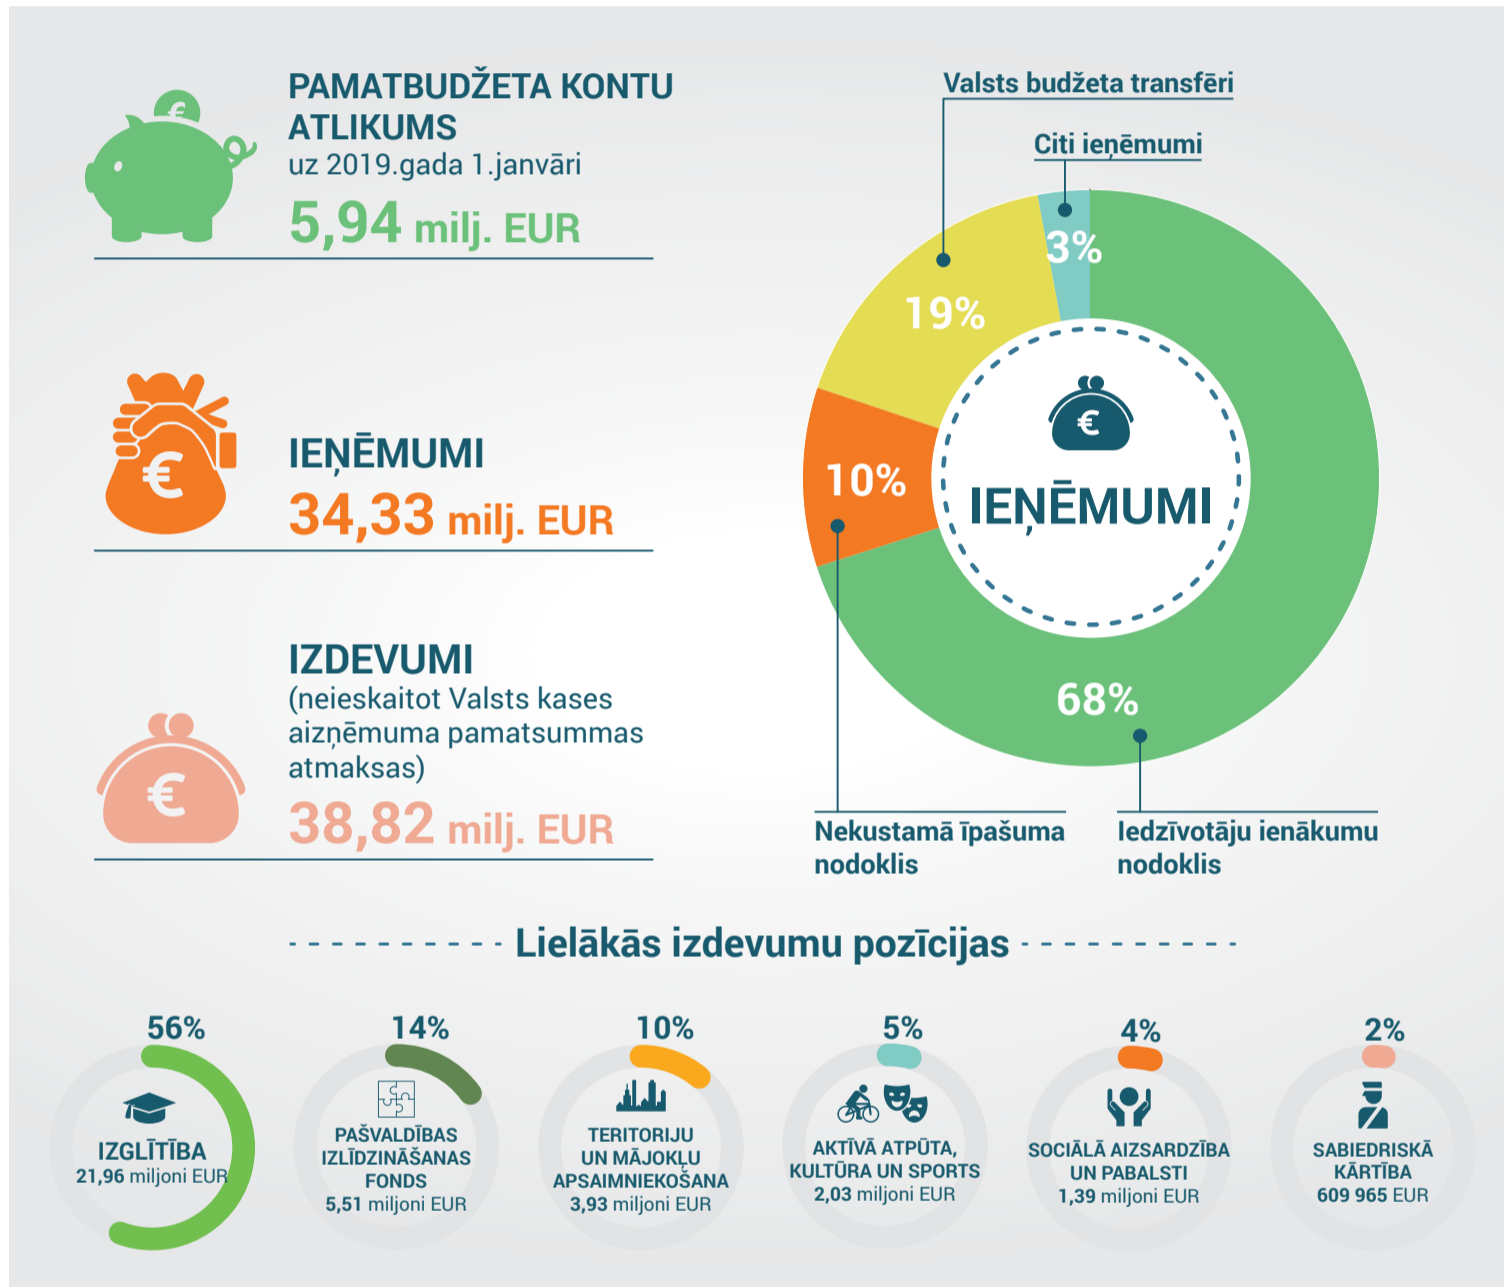 PAMATBUDŽETA KONTU
ATLIKUMS
uz 2019.gada 1.janvāri
5,94 milj. EUR
IEŅĒMUMI
34,33 milj. EUR
IZDEVUMI
(neieskaitot Valsts kases
aizņēmuma pamatsummas
atmaksas)
38,82 milj. EUR
Valsts budžeta transfēri
Citi ieņēmumi
3%
19%
10%
IEŅĒMUMI
68%
Nekustamā īpašuma
nodoklis
Iedzīvotāju ienākumu
nodoklis
Lielākās izdevumu pozīcijas
56%
IZGLĪTĪBA
21,96 miljoni EUR
14%
PAŠVALDĪBAS
IZLĪDZINĀŠANAS
FONDS
5,51 miljoni EUR
10%
TERITORIJU
UN MĀJOKĻU
APSAIMNIEKOŠANA
3,93 miljoni EUR
5%
AKTĪVĀ ATPŪTA,
KULTŪRA UN SPORTS
2,03 miljoni EUR
4%
SOCIĀLĀ AIZSARDZĪBA
UN PABALSTI
1,39 miljoni EUR
2%
SABIEDRISKĀ
KĀRTĪBA
609 965 EUR